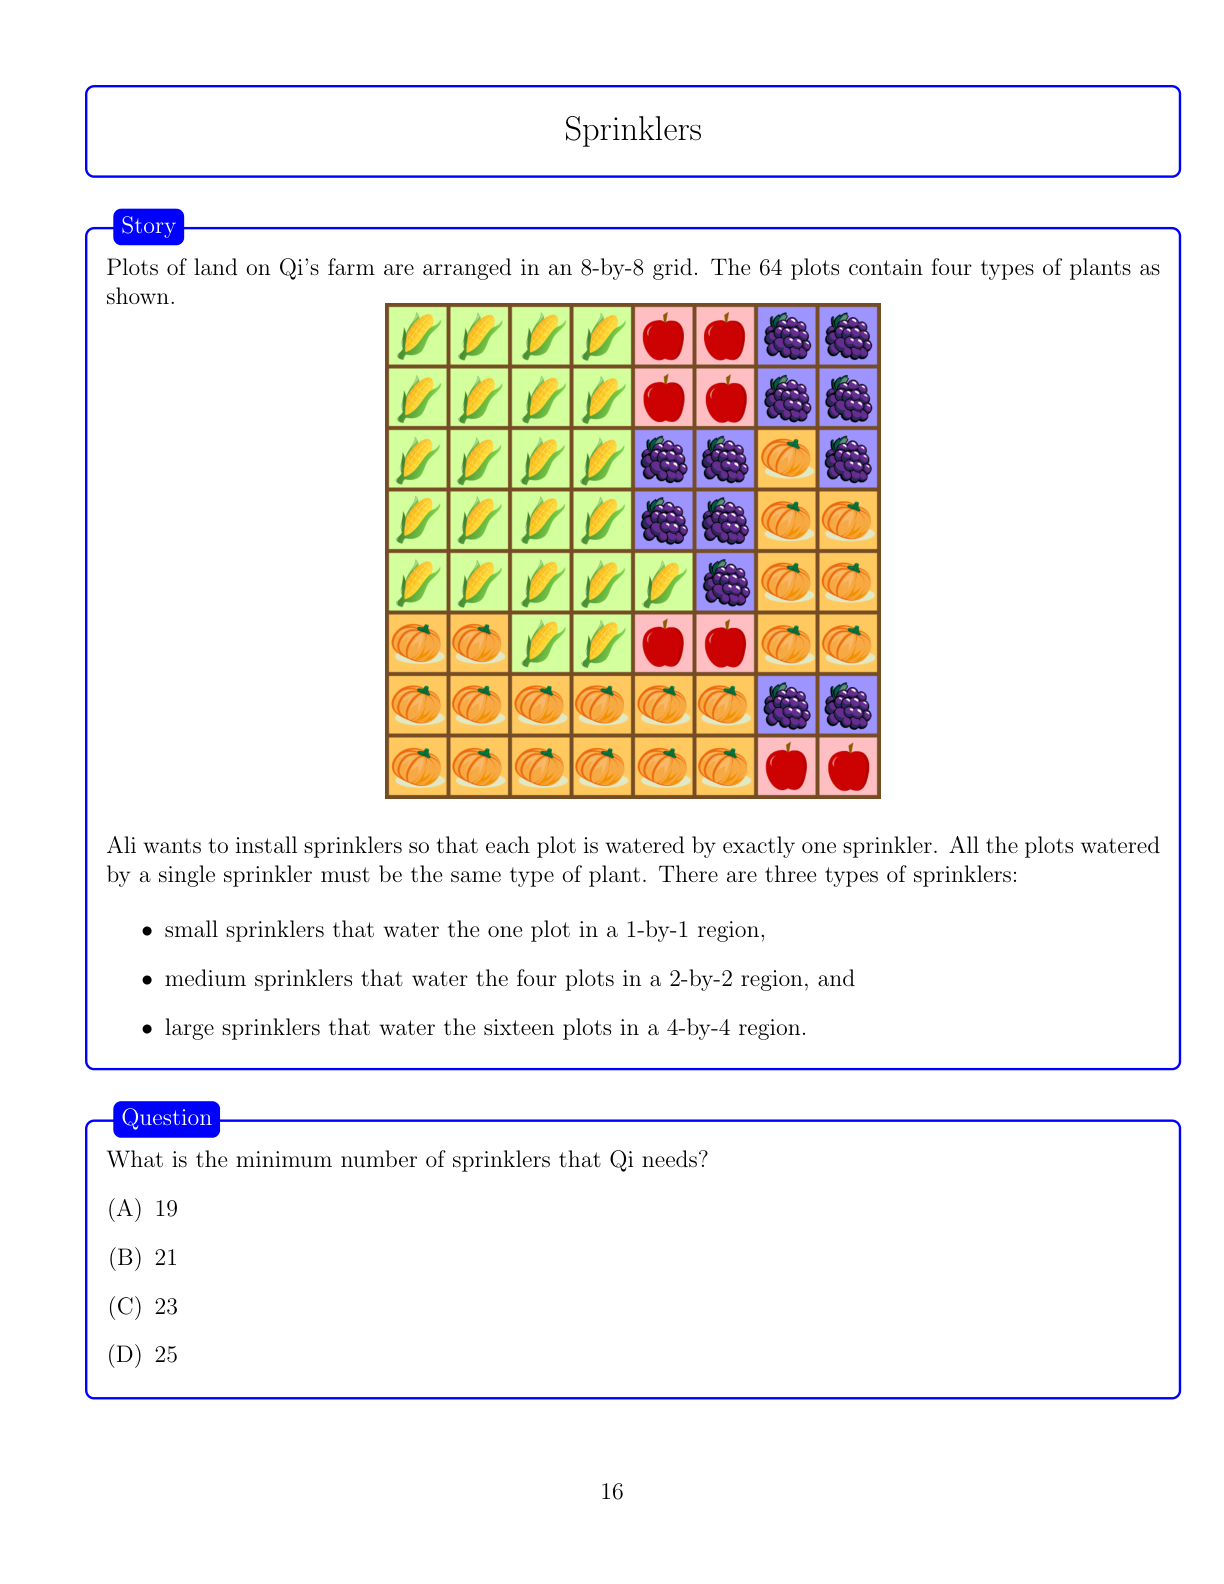 Sprinklers
Story
Plots of land on Qi's farm are arranged in an 8-by-8 grid. The 64 plots contain four types of plants as
shown.
Ali wants to install sprinklers so that each plot is watered by exactly one sprinkler. All the plots watered
by a single sprinkler must be the same type of plant. There are three types of sprinklers:
• small sprinklers that water the one plot in a 1-by-1 region,
• medium sprinklers that water the four plots in a 2-by-2 region, and
• large sprinklers that water the sixteen plots in a 4-by-4 region.
Question
What is the minimum number of sprinklers that Qi needs?
(A) 19
(B) 21
(C) 23
(D) 25
16